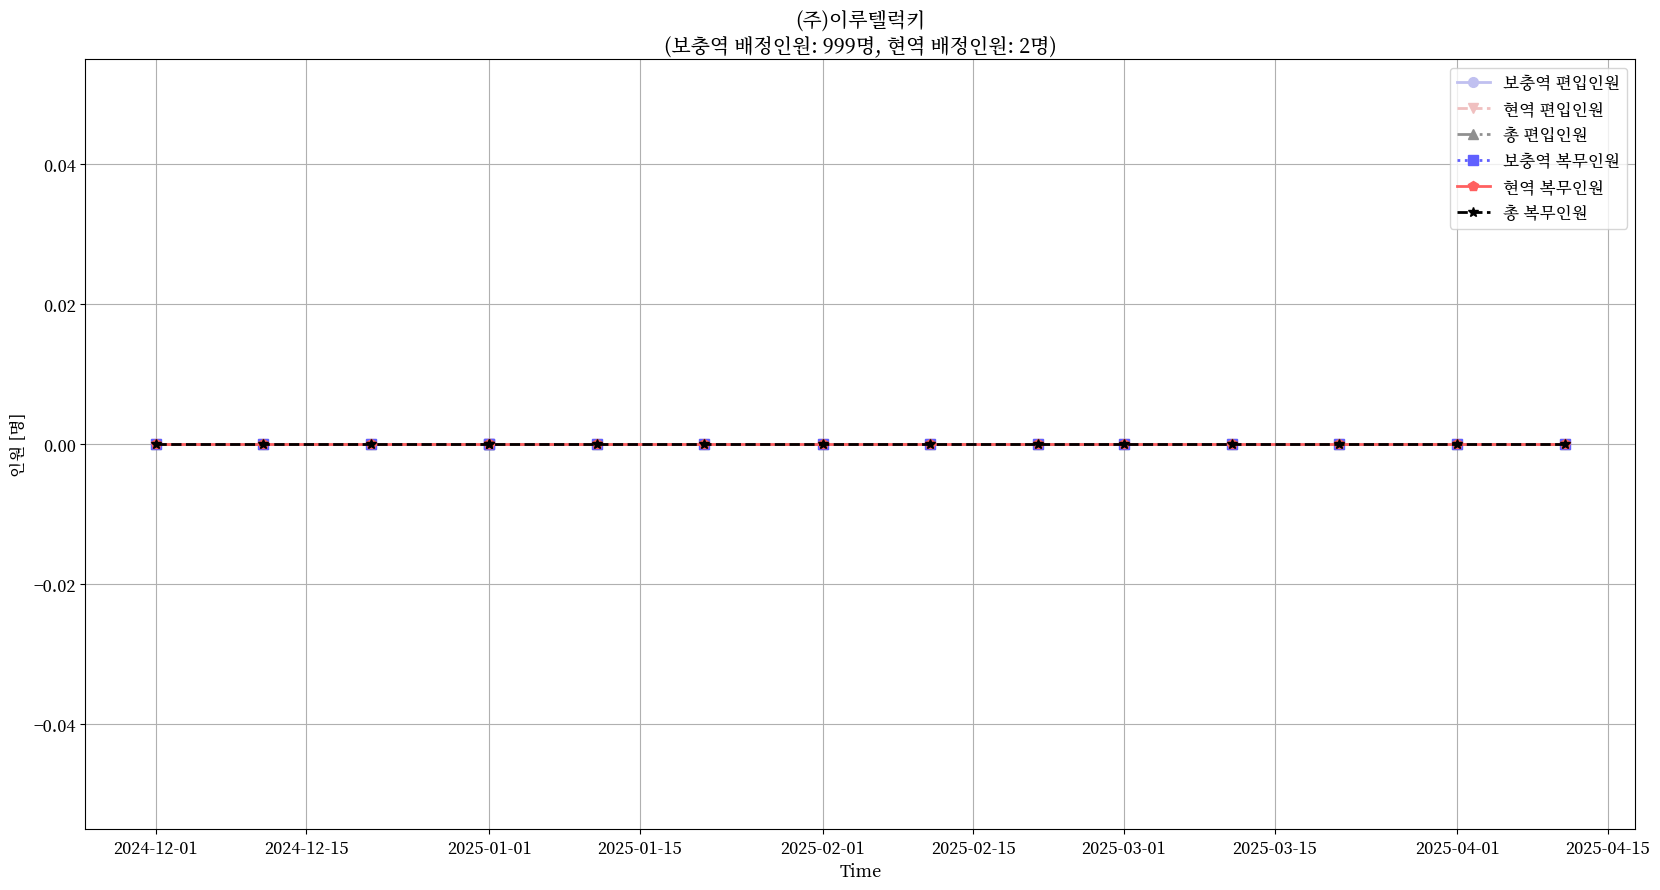 (주)이루텔럭키
(보충역 배정인원: 999명, 현역 배정인원: 2명)
보충역 편입인원
현역 편입인원
총 편입인원
보충역 복무인원
현역 복무인원
총 복무인원
0.04
0.02
0.00
−0.02
−0.04
인원 [명]
2024-12-01
2024-12-15
2025-01-01
2025-01-15
2025-02-01
2025-02-15
2025-03-01
2025-03-15
2025-04-01
2025-04-15
Time